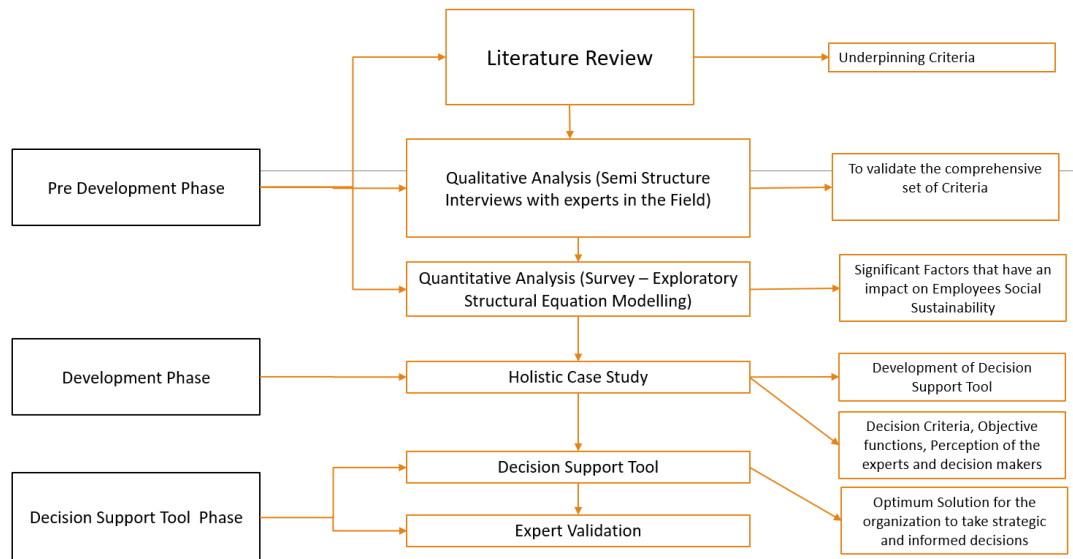 Literature Review
Underpinning Criteria
Pre Development Phase
Qualitative Analysis (Semi Structure
Interviews with experts in the Field)
To validate the comprehensive
set of Criteria
Quantitative Analysis (Survey – Exploratory
Structural Equation Modelling)
Significant Factors that have an
impact on Employees Social
Sustainability
Development Phase
Holistic Case Study
Development of Decision
Support Tool
Decision Criteria, Objective
functions, Perception of the
experts and decision makers
Decision Support Tool Phase
Decision Support Tool
Optimum Solution for the
organization to take strategic
and informed decisions
Expert Validation